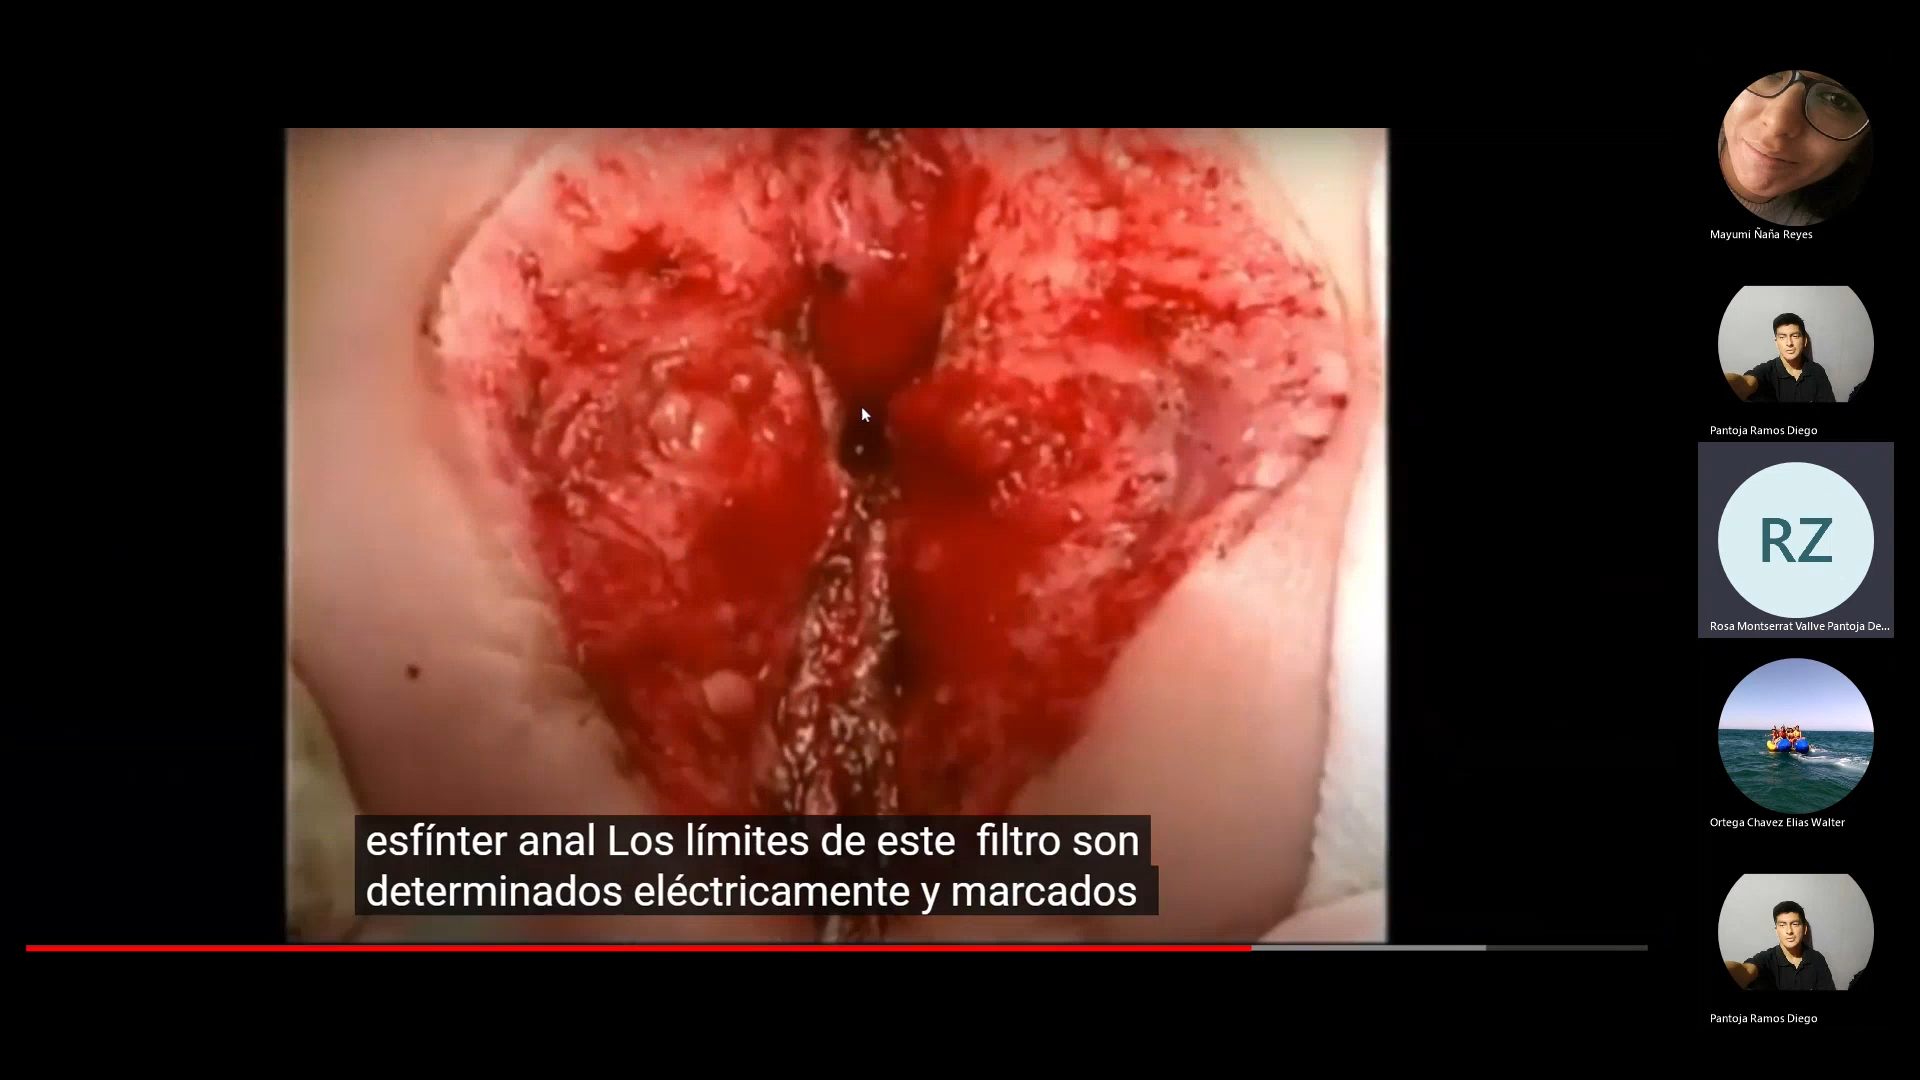 esfínter anal Los límites de este filtro son
determinados eléctricamente y marcados
Mayumi Ñaña Reyes
Pantoja Ramos Diego
RZ
Rosa Montserrat Vallve Pantoja De...
Ortega Chavez Elias Walter
Pantoja Ramos Diego